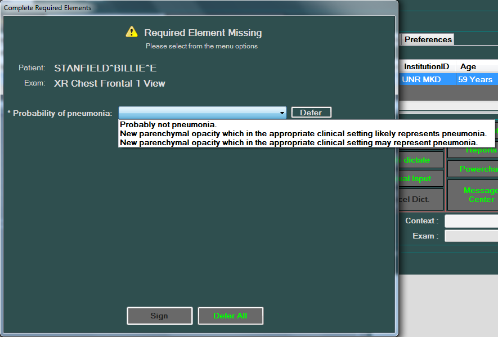 Complete Required Elements
Required Element Missing
Please select from the menu options
Patient: STANFIELD^BILLIE^E
Exam: XR Chest Frontal 1 View
* Probability of pneumonia:
Defer
Probably not pneumonia.
New parenchymal opacity which in the appropriate clinical setting likely represents pneumonia.
New parenchymal opacity which in the appropriate clinical setting may represent pneumonia.
Sign
Defer All
Preferences
InstitutionID Age
UNR MKD 59 Years
-dictate
Input
cel Dict.
Powercha
Message
Center
Context :
Exam :